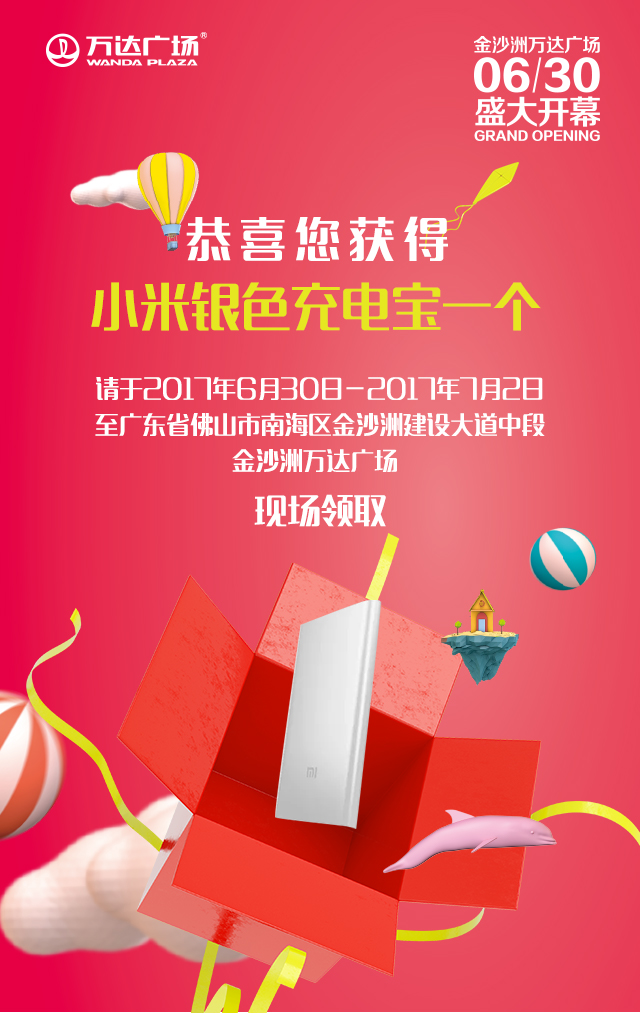 万达广场®
WANDA PLAZA
金沙洲万达广场
06/30
盛大开幕
GRAND OPENING
恭喜您获得
小米银色充电宝一个
请于2017年6月30日-2017年7月2日
至广东省佛山市南海区金沙洲建设大道中段
金沙洲万达广场
现场领取
mi